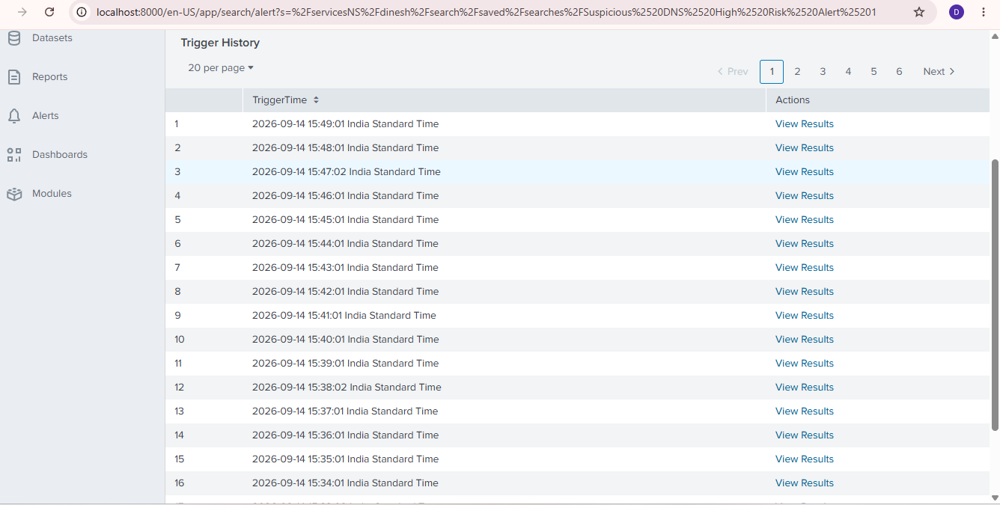 localhost:8000/en-US/app/search/alert?s=%2FservicesNS%2Fdinesh%2Fsearch%2Fsaved%2Fsearches%2FSuspicious%2520DNS%2520High%2520Risk%2520Alert%25201
D
Datasets
Reports
Alerts
Dashboards
Modules
Trigger History
20 per page
Prev 1 2 3 4 5 6 Next
TriggerTime Actions
1 2026-09-14 15:49:01 India Standard Time View Results
2 2026-09-14 15:48:01 India Standard Time View Results
3 2026-09-14 15:47:02 India Standard Time View Results
4 2026-09-14 15:46:01 India Standard Time View Results
5 2026-09-14 15:45:01 India Standard Time View Results
6 2026-09-14 15:44:01 India Standard Time View Results
7 2026-09-14 15:43:01 India Standard Time View Results
8 2026-09-14 15:42:01 India Standard Time View Results
9 2026-09-14 15:41:01 India Standard Time View Results
10 2026-09-14 15:40:01 India Standard Time View Results
11 2026-09-14 15:39:01 India Standard Time View Results
12 2026-09-14 15:38:02 India Standard Time View Results
13 2026-09-14 15:37:01 India Standard Time View Results
14 2026-09-14 15:36:01 India Standard Time View Results
15 2026-09-14 15:35:01 India Standard Time View Results
16 2026-09-14 15:34:01 India Standard Time View Results